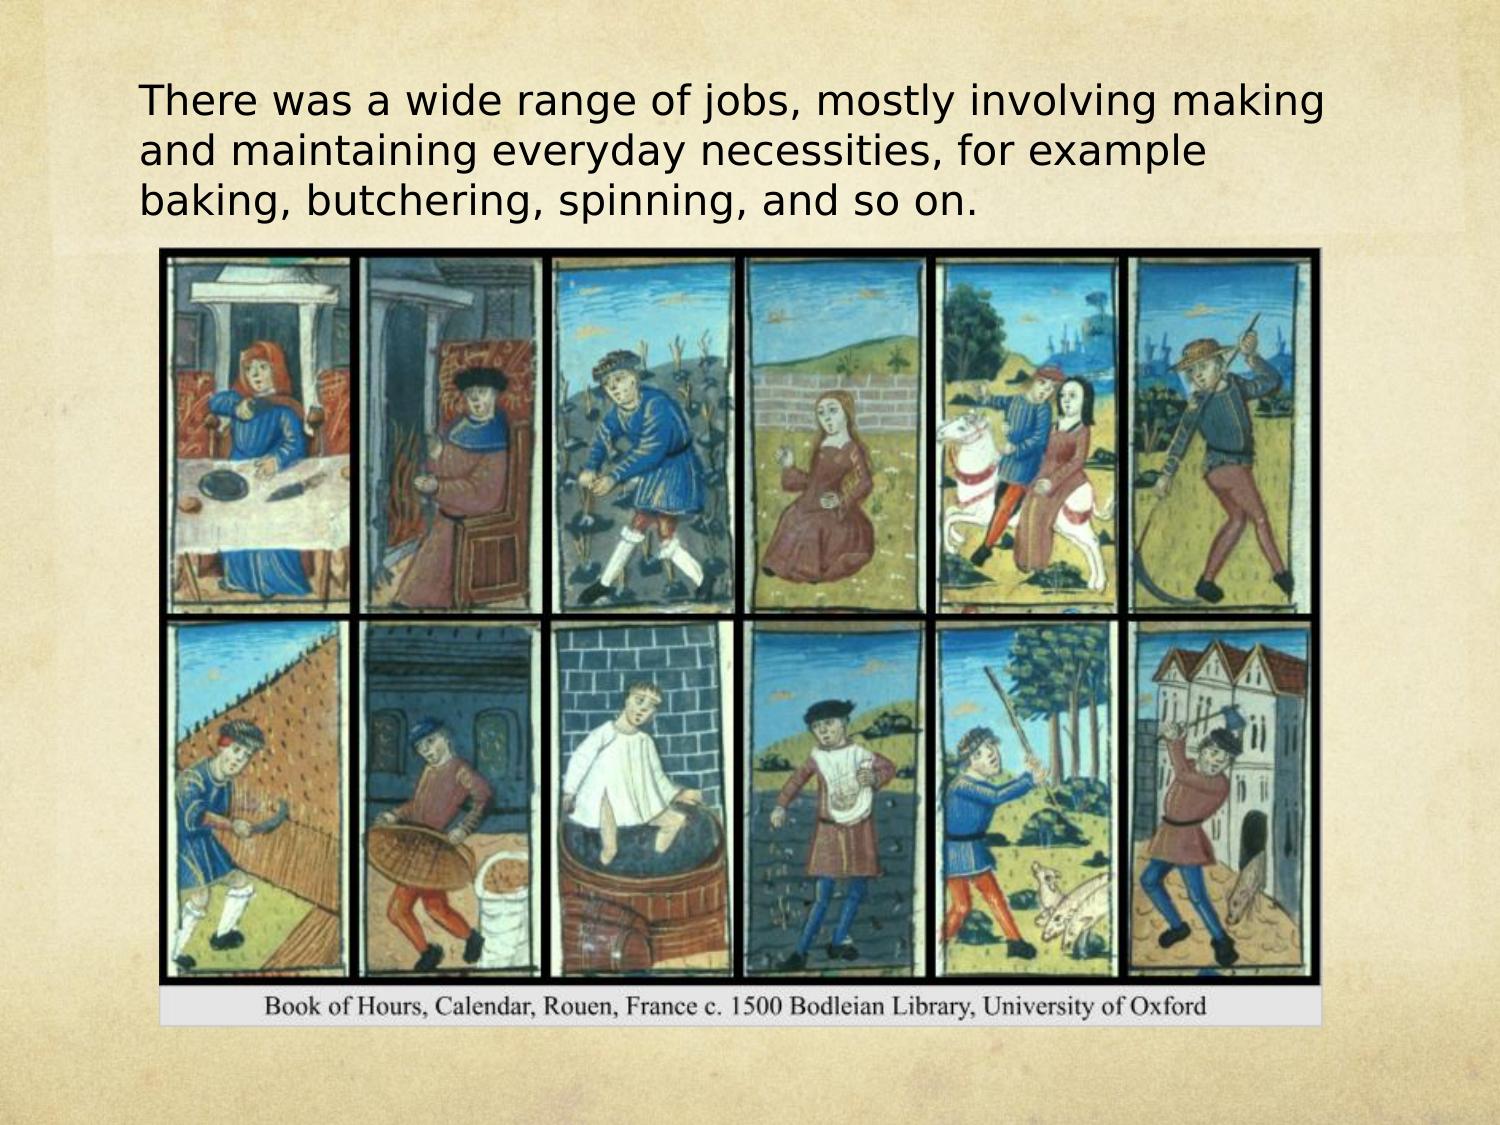 There was a wide range of jobs, mostly involving making
and maintaining everyday necessities, for example
baking, butchering, spinning, and so on.
Book of Hours, Calendar, Rouen, France c. 1500 Bodleian Library, University of Oxford